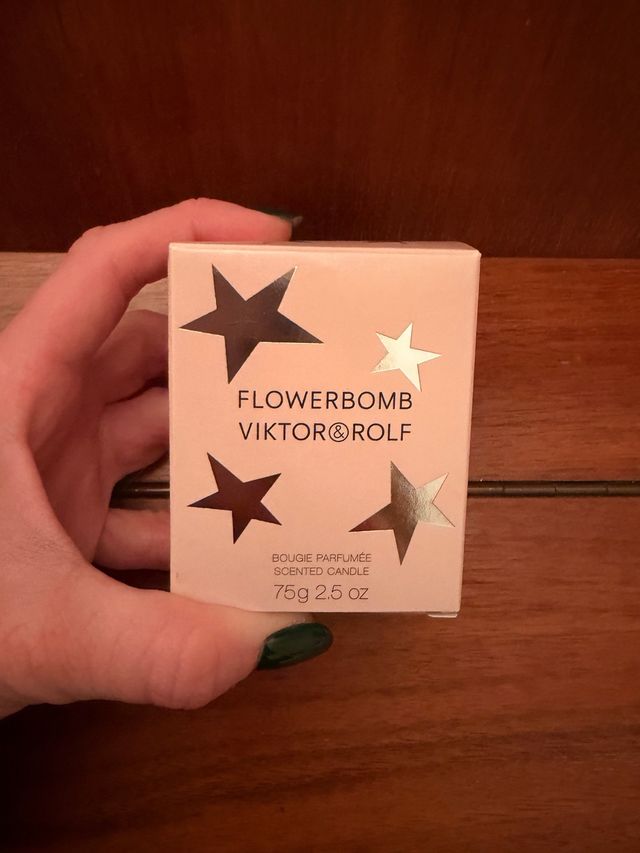 FLOWERBOMB
VIKTOR&ROLF
BOUGIE PARFUMÉE
SCENTED CANDLE
75g 2.5 oz